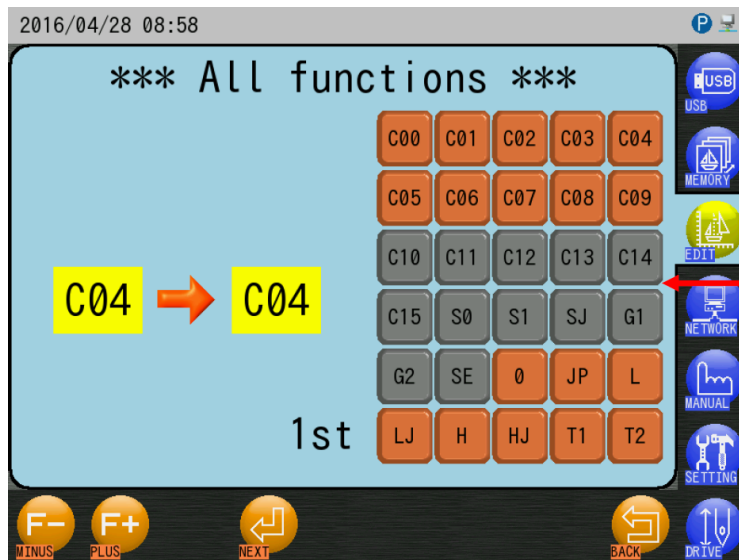 2016/04/28 08:58
P
*** All functions ***
USB
USB
C00 C01 C02 C03 C04
MEMORY
C05 C06 C07 C08 C09
EDIT
C10 C11 C12 C13 C14
C04 C04
C15 S0 S1 SJ G1
NETWORK
G2 SE 0 JP L
MANUAL
1st LJ H HJ T1 T2
SETTING
F- F+
MINUS PLUS NEXT BACK DRIVE